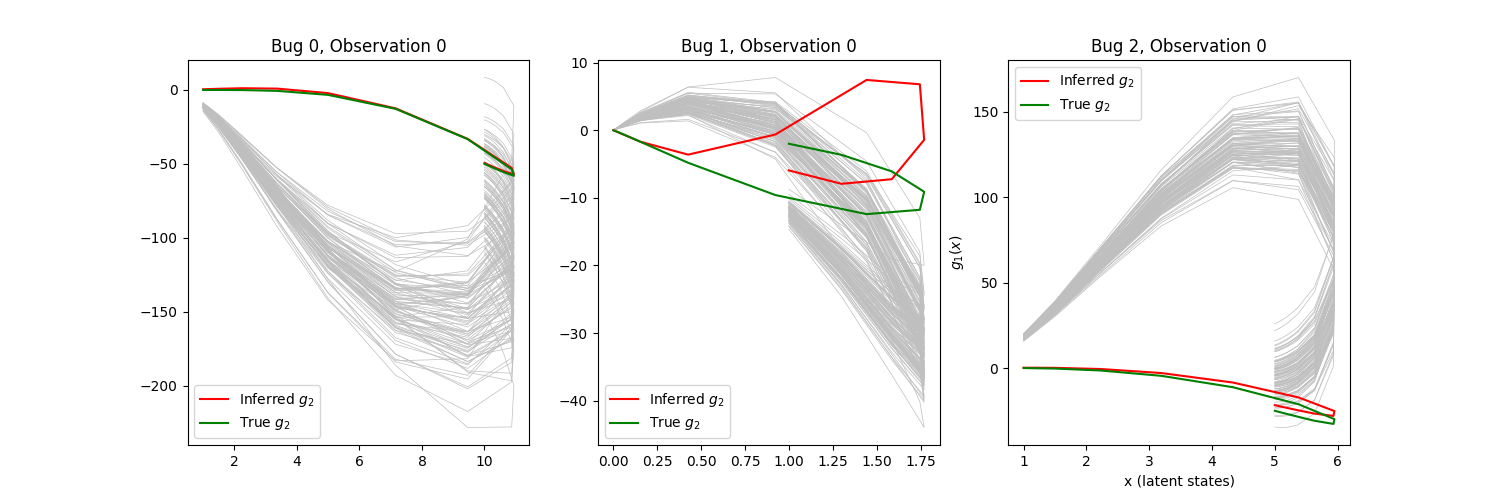 Bug 0, Observation 0
0
−50
−100
−150
−200
2 4 6 8 10
Inferred g₂
True g₂
Bug 1, Observation 0
10
0
−10
−20
−30
−40
0.00 0.25 0.50 0.75 1.00 1.25 1.50 1.75
Inferred g₂
True g₂
Bug 2, Observation 0
g₁(x)
150
100
50
0
1 2 3 4 5 6
x (latent states)
Inferred g₂
True g₂